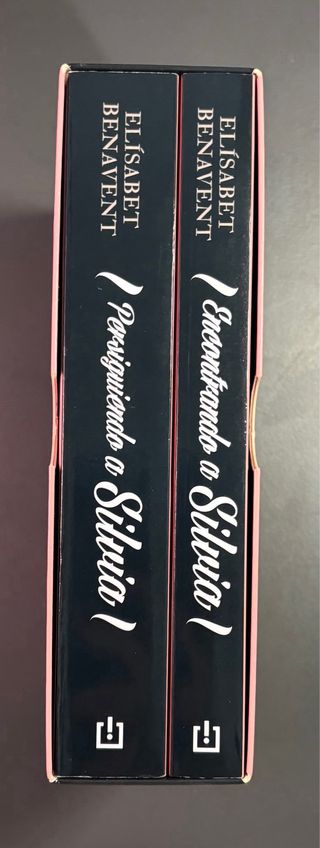 ELÍSABET
BENAVENT
Persiguiendo a Silvia
ELÍSABET
BENAVENT
Encontrando a Silvia